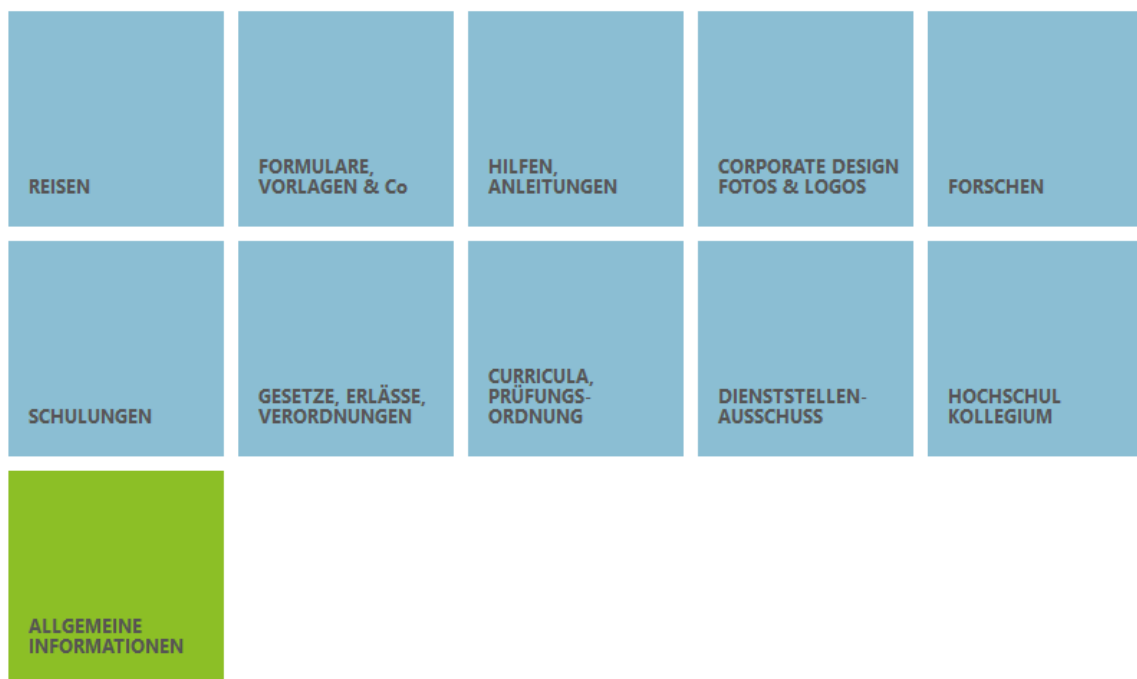 REISEN
FORMULARE,
VORLAGEN & Co
HILFEN,
ANLEITUNGEN
CORPORATE DESIGN
FOTOS & LOGOS
FORSCHEN
SCHULUNGEN
GESETZE, ERLÄSSE,
VERORDNUNGEN
CURRICULA,
PRÜFUNGS-
ORDNUNG
DIENSTSTELLEN-
AUSSCHUSS
HOCHSCHUL
KOLLEGIUM
ALLGEMEINE
INFORMATIONEN